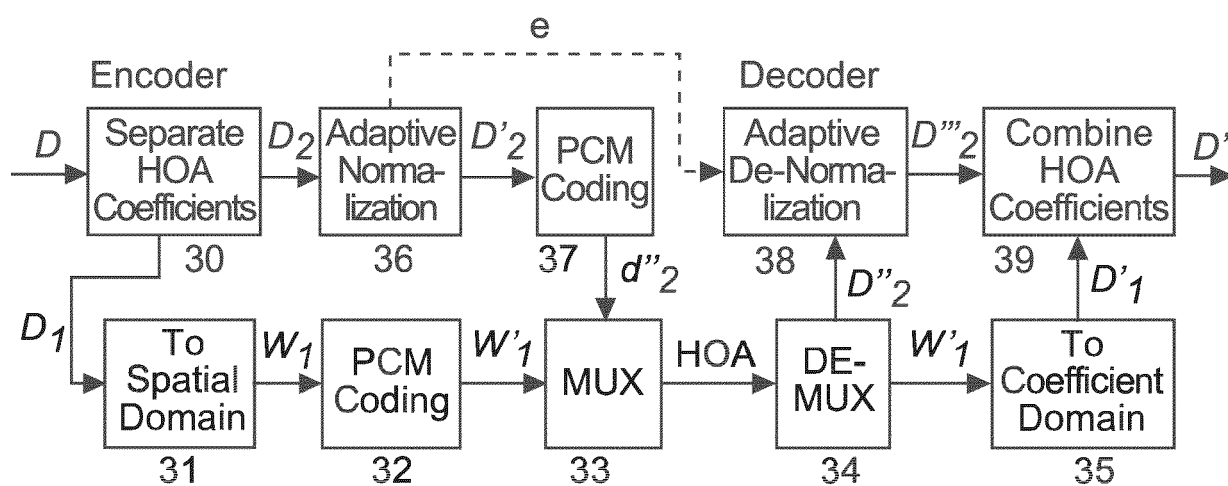 e
Encoder
Decoder
D
Separate
HOA
Coefficients
D2
Adaptive
Norma-
lization
D'2
PCM
Coding
Adaptive
De-Norma-
lization
D'''2
Combine
HOA
Coefficients
D'
30
36
37
38
39
d''2
D''2
D'1
D1
To
Spatial
Domain
W1
PCM
Coding
W'1
MUX
HOA
DE-
MUX
W'1
To
Coefficient
Domain
31
32
33
34
35